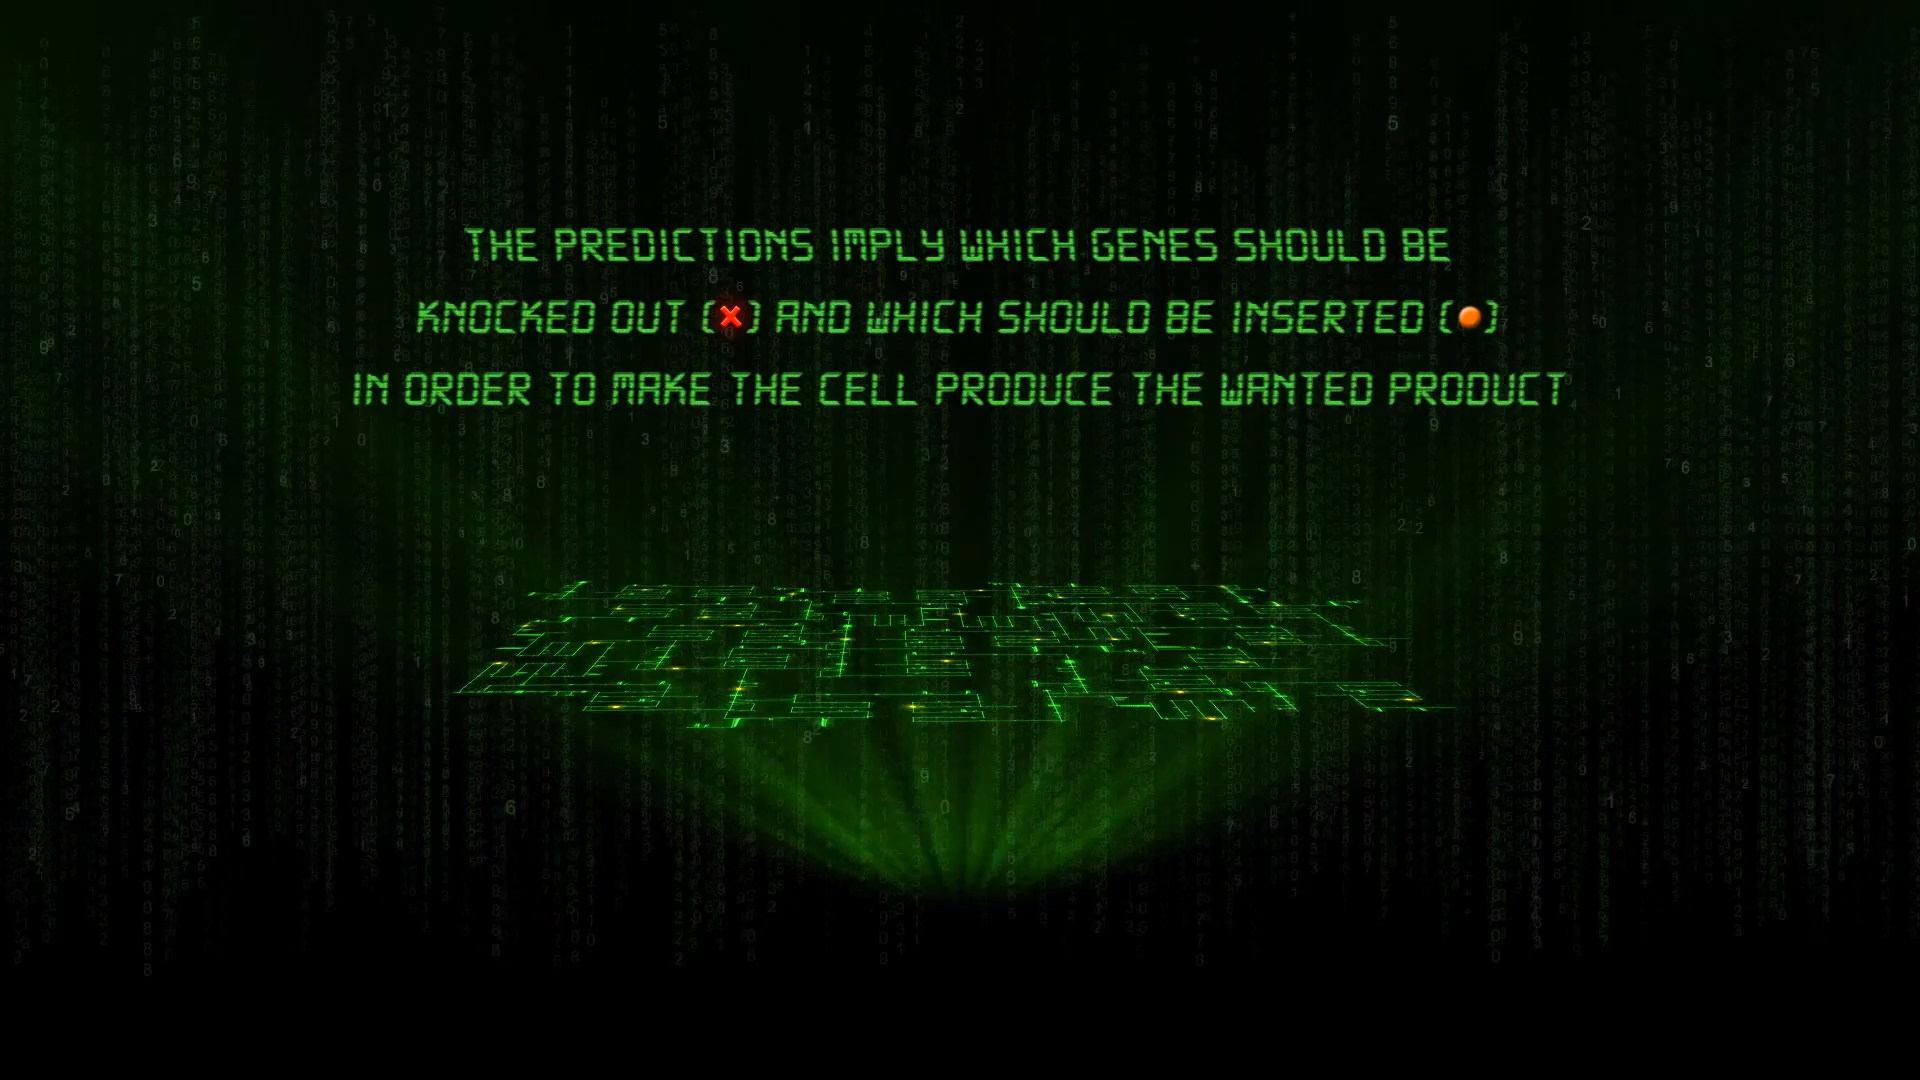 THE PREDICTIONS IMPLY WHICH GENES SHOULD BE
KNOCKED OUT (❌) AND WHICH SHOULD BE INSERTED (🟠)
IN ORDER TO MAKE THE CELL PRODUCE THE WANTED PRODUCT